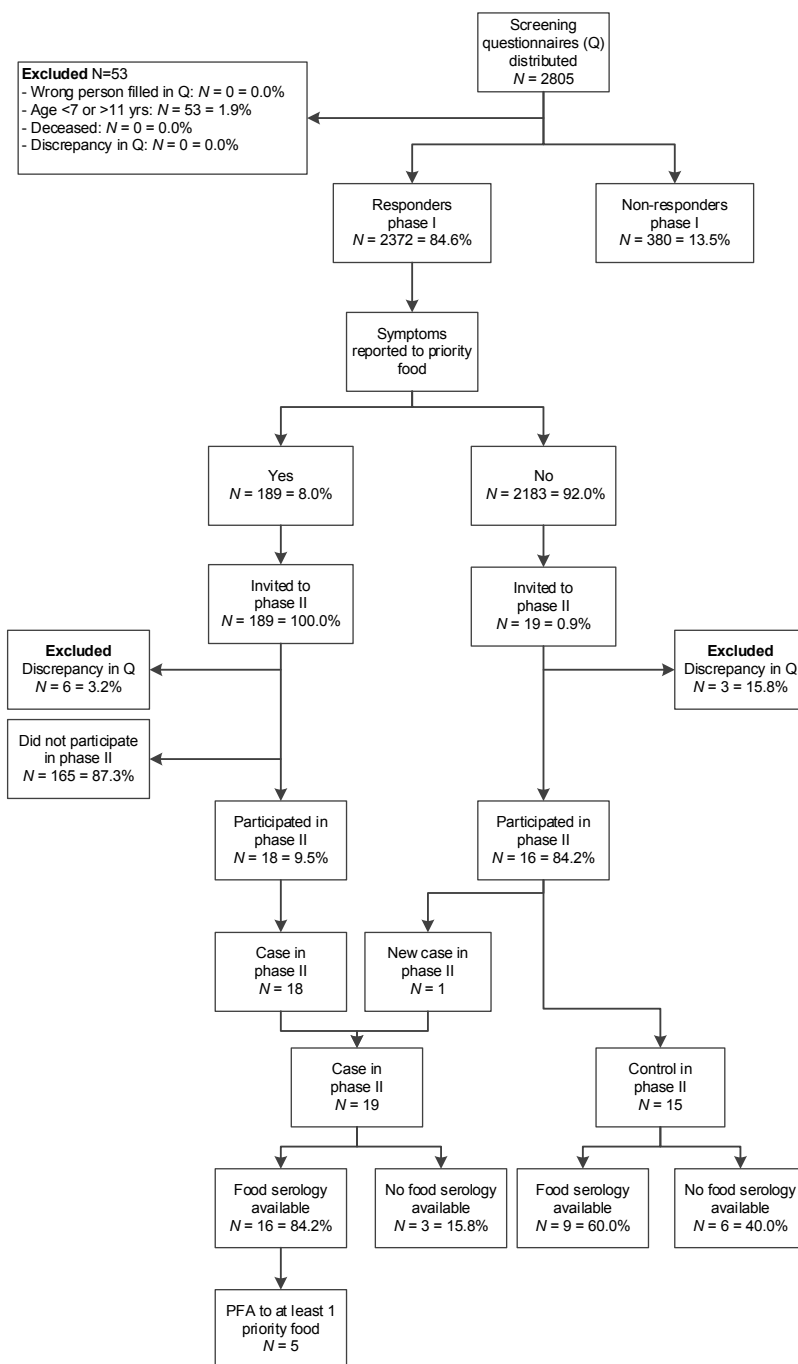 Screening
questionnaires (Q)
distributed
N = 2805
Excluded N=53
- Wrong person filled in Q: N = 0 = 0.0%
- Age <7 or >11 yrs: N = 53 = 1.9%
- Deceased: N = 0 = 0.0%
- Discrepancy in Q: N = 0 = 0.0%
Responders
phase I
N = 2372 = 84.6%
Non-responders
phase I
N = 380 = 13.5%
Symptoms
reported to priority
food
Yes
N = 189 = 8.0%
No
N = 2183 = 92.0%
Invited to
phase II
N = 189 = 100.0%
Invited to
phase II
N = 19 = 0.9%
Excluded
Discrepancy in Q
N = 6 = 3.2%
Excluded
Discrepancy in Q
N = 3 = 15.8%
Did not participate
in phase II
N = 165 = 87.3%
Participated in
phase II
N = 18 = 9.5%
Participated in
phase II
N = 16 = 84.2%
Case in
phase II
N = 18
New case in
phase II
N = 1
Case in
phase II
N = 19
Control in
phase II
N = 15
Food serology
available
N = 16 = 84.2%
No food serology
available
N = 3 = 15.8%
Food serology
available
N = 9 = 60.0%
No food serology
available
N = 6 = 40.0%
PFA to at least 1
priority food
N = 5